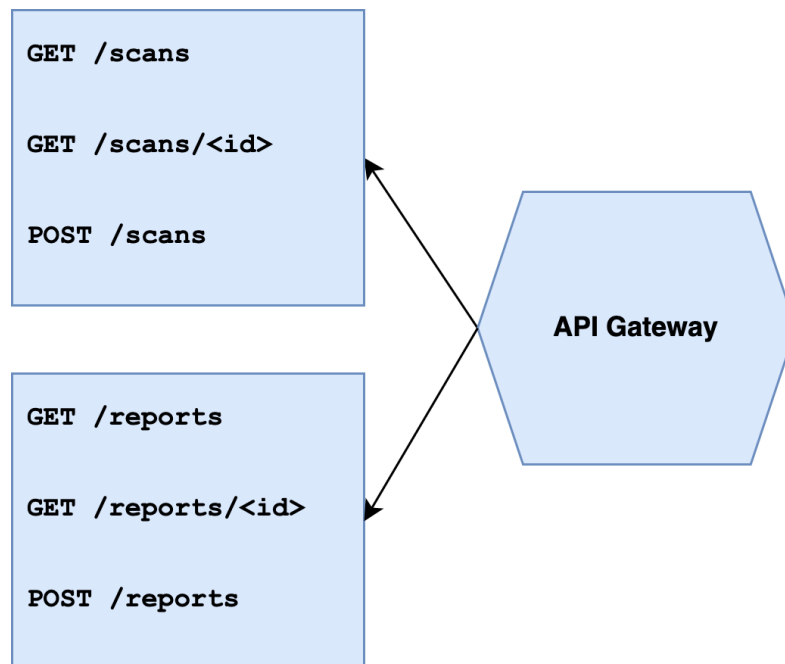 GET /scans
GET /scans/<id>
POST /scans
API Gateway
GET /reports
GET /reports/<id>
POST /reports